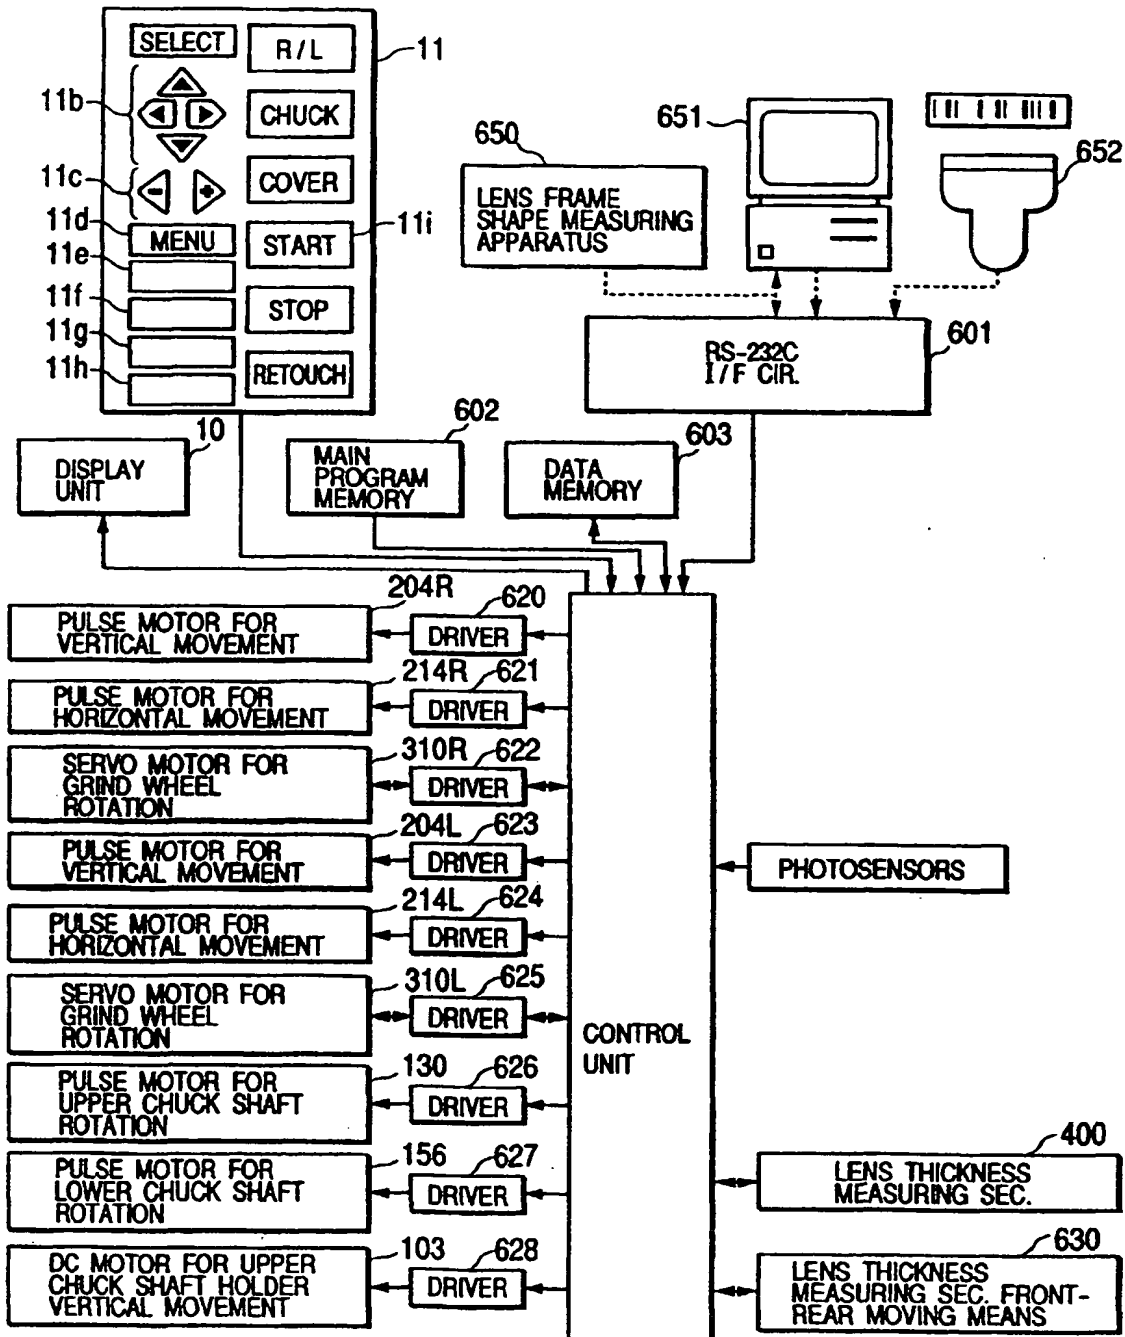 SELECT
R/L
11
11b
CHUCK
11c
COVER
11d
MENU
START
11i
11e
11f
STOP
11g
11h
RETOUCH
650
LENS FRAME
SHAPE MEASURING
APPARATUS
651
652
RS-232C
I/F CIR.
601
10
DISPLAY
UNIT
602
MAIN
PROGRAM
MEMORY
603
DATA
MEMORY
204R
PULSE MOTOR FOR
VERTICAL MOVEMENT
620
DRIVER
214R
PULSE MOTOR FOR
HORIZONTAL MOVEMENT
621
DRIVER
310R
SERVO MOTOR FOR
GRIND WHEEL
ROTATION
622
DRIVER
204L
PULSE MOTOR FOR
VERTICAL MOVEMENT
623
DRIVER
214L
PULSE MOTOR FOR
HORIZONTAL MOVEMENT
624
DRIVER
310L
SERVO MOTOR FOR
GRIND WHEEL
ROTATION
625
DRIVER
130
PULSE MOTOR FOR
UPPER CHUCK SHAFT
ROTATION
626
DRIVER
156
PULSE MOTOR FOR
LOWER CHUCK SHAFT
ROTATION
627
DRIVER
103
DC MOTOR FOR UPPER
CHUCK SHAFT HOLDER
VERTICAL MOVEMENT
628
DRIVER
CONTROL
UNIT
PHOTOSENSORS
400
LENS THICKNESS
MEASURING SEC.
630
LENS THICKNESS
MEASURING SEC. FRONT-
REAR MOVING MEANS